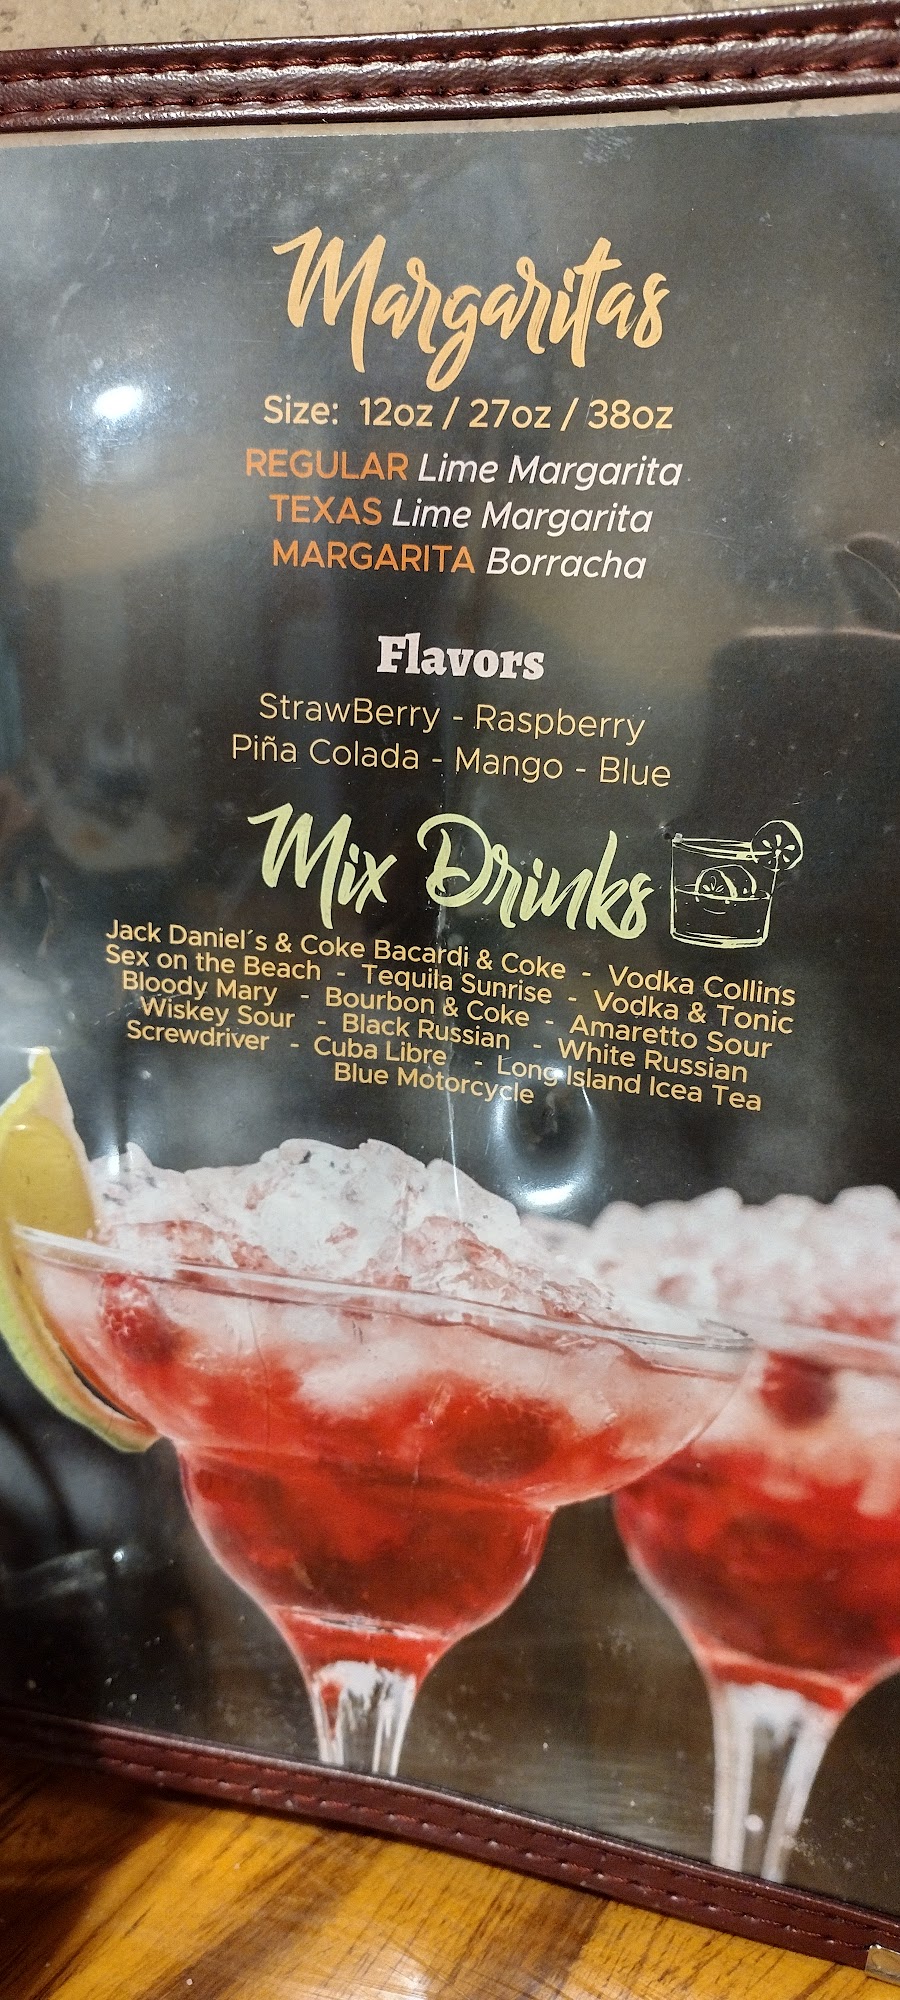 Margaritas
Size: 12oz / 27oz / 38oz
REGULAR Lime Margarita
TEXAS Lime Margarita
MARGARITA Borracha
Flavors
StrawBerry - Raspberry
Piña Colada - Mango - Blue
Mix Drinks
Jack Daniel´s & Coke Bacardi & Coke - Vodka Collins
Sex on the Beach - Tequila Sunrise - Vodka & Tonic
Bloody Mary - Bourbon & Coke - Amaretto Sour
Wiskey Sour - Black Russian - White Russian
Screwdriver - Cuba Libre - Long Island Icea Tea
Blue Motorcycle